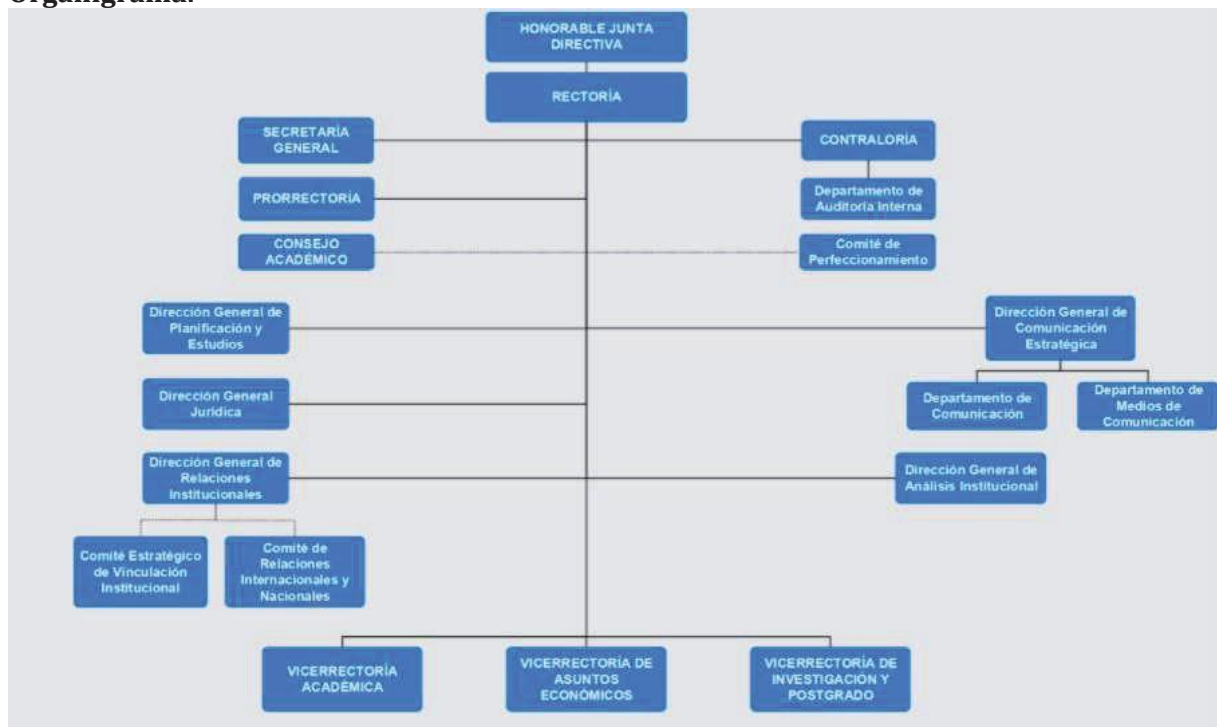 Organigrama:
HONORABLE JUNTA
DIRECTIVA
RECTORÍA
SECRETARÍA
GENERAL
CONTRALORÍA
PRORRECTORÍA
Departamento de
Auditoría Interna
CONSEJO
ACADÉMICO
Comité de
Perfeccionamiento
Dirección General de
Planificación y
Estudios
Dirección General de
Comunicación
Estratégica
Dirección General
Jurídica
Departamento de
Comunicación
Departamento de
Medios de
Comunicación
Dirección General de
Relaciones
Institucionales
Dirección General de
Análisis Institucional
Comité Estratégico
de Vinculación
Institucional
Comité de
Relaciones
Internacionales y
Nacionales
VICERRECTORÍA
ACADÉMICA
VICERRECTORÍA DE
ASUNTOS
ECONÓMICOS
VICERRECTORÍA DE
INVESTIGACIÓN Y
POSTGRADO